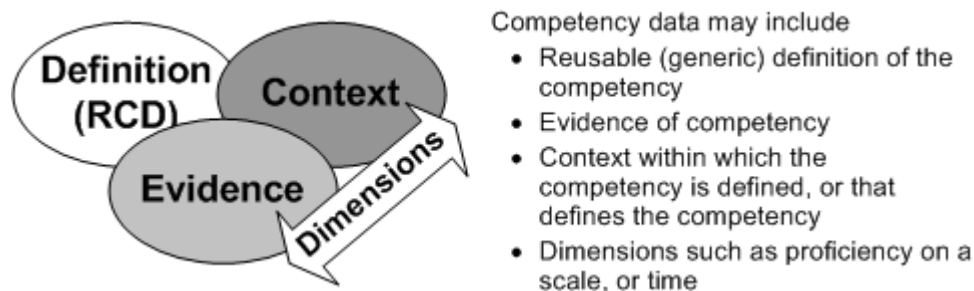 Definition
(RCD)
Context
Evidence
Dimensions
Competency data may include
• Reusable (generic) definition of the
competency
• Evidence of competency
• Context within which the
competency is defined, or that
defines the competency
• Dimensions such as proficiency on a
scale, or time